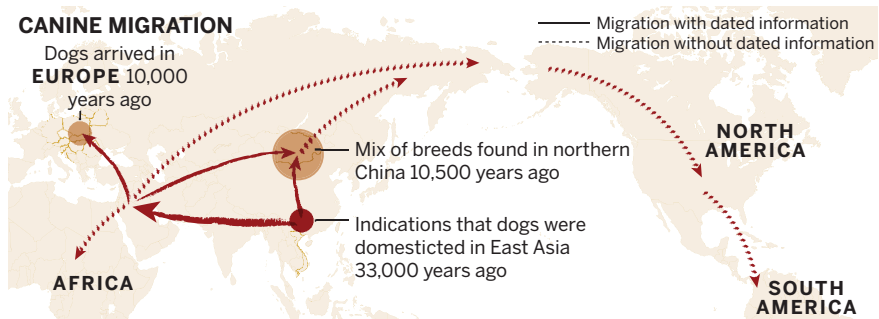 CANINE MIGRATION
Dogs arrived in
EUROPE 10,000
years ago
Migration with dated information
Migration without dated information
NORTH
AMERICA
Mix of breeds found in northern
China 10,500 years ago
Indications that dogs were
domesticted in East Asia
33,000 years ago
AFRICA
SOUTH
AMERICA